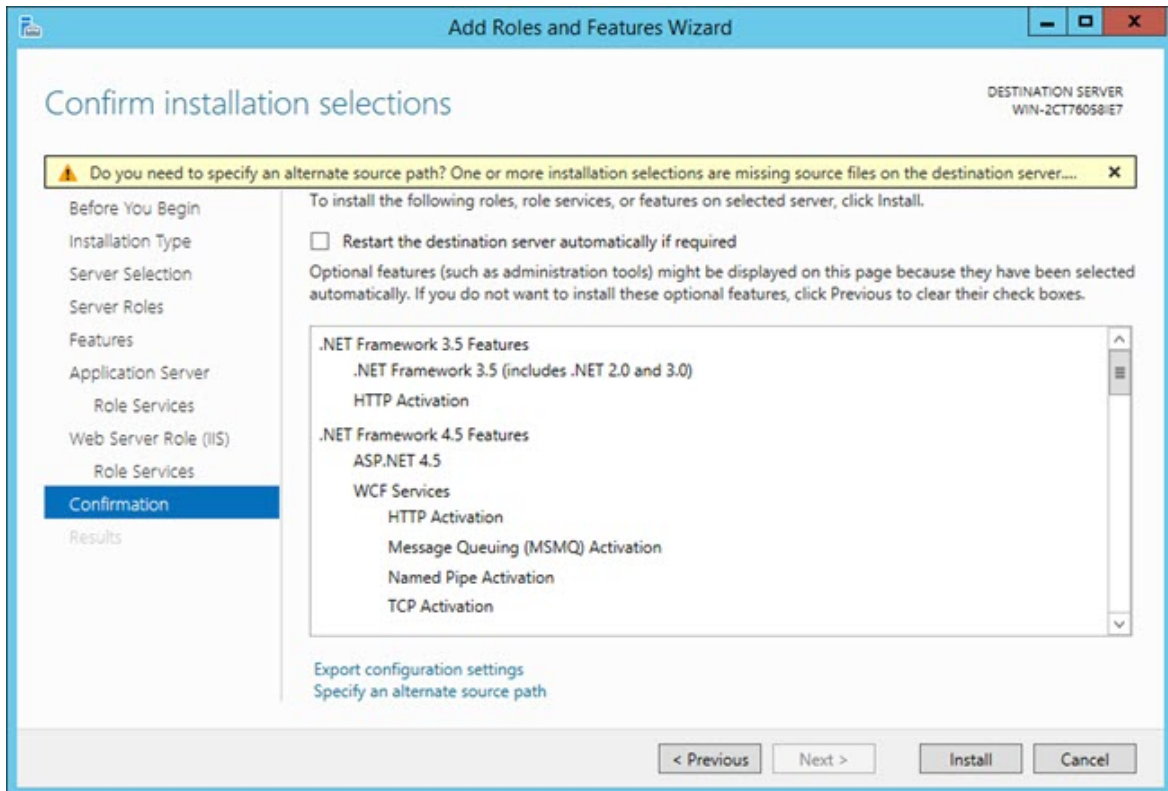 Add Roles and Features Wizard
Confirm installation selections
DESTINATION SERVER
WIN-2CT76058IE7
Do you need to specify an alternate source path? One or more installation selections are missing source files on the destination server....
Before You Begin
Installation Type
Server Selection
Server Roles
Features
Application Server
Role Services
Web Server Role (IIS)
Role Services
Confirmation
Results
To install the following roles, role services, or features on selected server, click Install.
Restart the destination server automatically if required
Optional features (such as administration tools) might be displayed on this page because they have been selected
automatically. If you do not want to install these optional features, click Previous to clear their check boxes.
.NET Framework 3.5 Features
.NET Framework 3.5 (includes .NET 2.0 and 3.0)
HTTP Activation
.NET Framework 4.5 Features
ASP.NET 4.5
WCF Services
HTTP Activation
Message Queuing (MSMQ) Activation
Named Pipe Activation
TCP Activation
Export configuration settings
Specify an alternate source path
< Previous
Next >
Install
Cancel